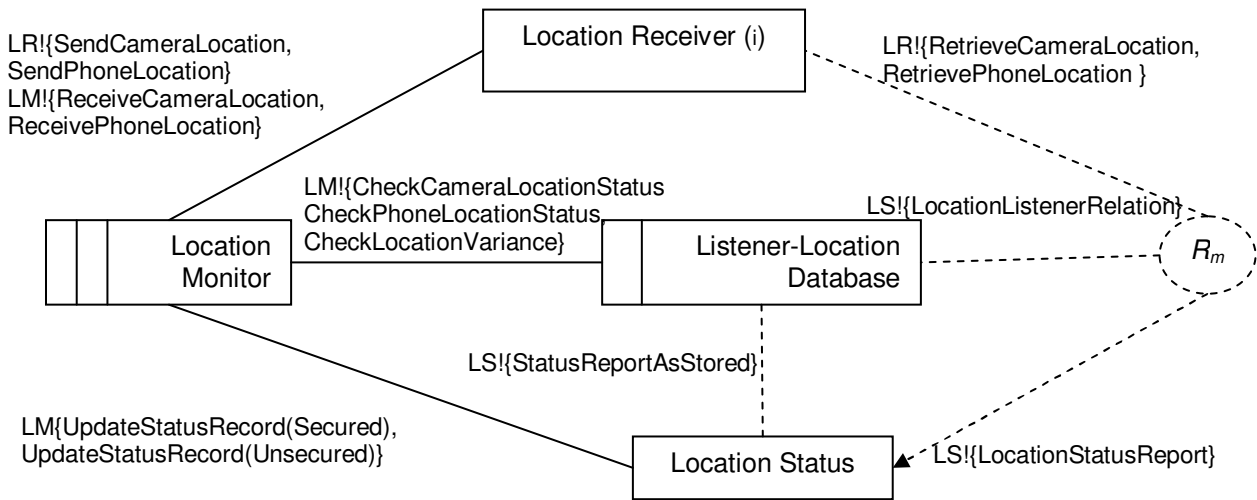 LR!{SendCameraLocation,
SendPhoneLocation}
LM!{ReceiveCameraLocation,
ReceivePhoneLocation}
Location Receiver (i)
LR!{RetrieveCameraLocation,
RetrievePhoneLocation }
LM!{CheckCameraLocationStatus
CheckPhoneLocationStatus,
CheckLocationVariance}
LS!{LocationListenerRelation}
Location
Monitor
Listener-Location
Database
Rm
LS!{StatusReportAsStored}
LM{UpdateStatusRecord(Secured),
UpdateStatusRecord(Unsecured)}
Location Status
LS!{LocationStatusReport}